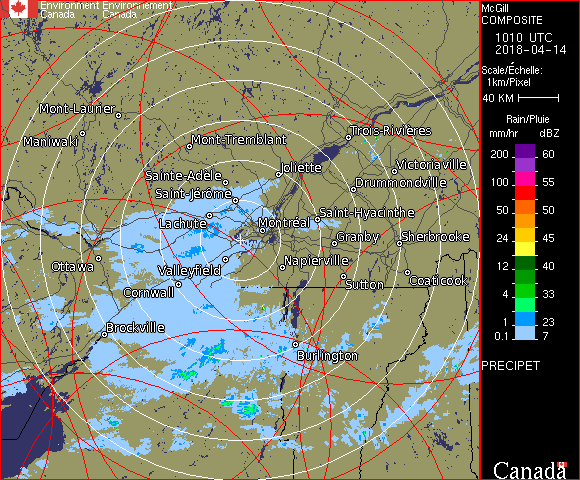 Environment Environnement
Canada Canada
McGill
COMPOSITE
1010 UTC
2018-04-14
Scale/Échelle:
1km/Pixel
40 KM
Rain/Pluie
mm/hr dBZ
200 60
100 55
50 50
24 45
12 40
4 33
1 23
0.1 7
PRECIPET
Canada
Mont-Laurier
Maniwaki
Mont-Tremblant
Trois-Rivières
Victoriaville
Joliette
Sainte-Adèle
Drummondville
Saint-Jérôme
Saint-Hyacinthe
Lachute
Montréal
Granby
Sherbrooke
Ottawa
Valleyfield
Napierville
Coaticook
Sutton
Cornwall
Brockville
Burlington